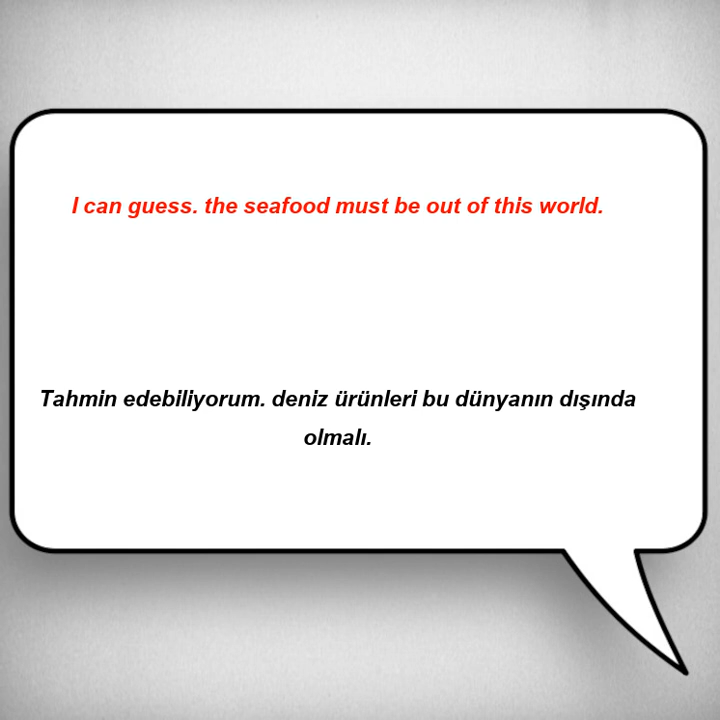 I can guess. the seafood must be out of this world.
Tahmin edebiliyorum. deniz ürünleri bu dünyanın dışında
olmalı.